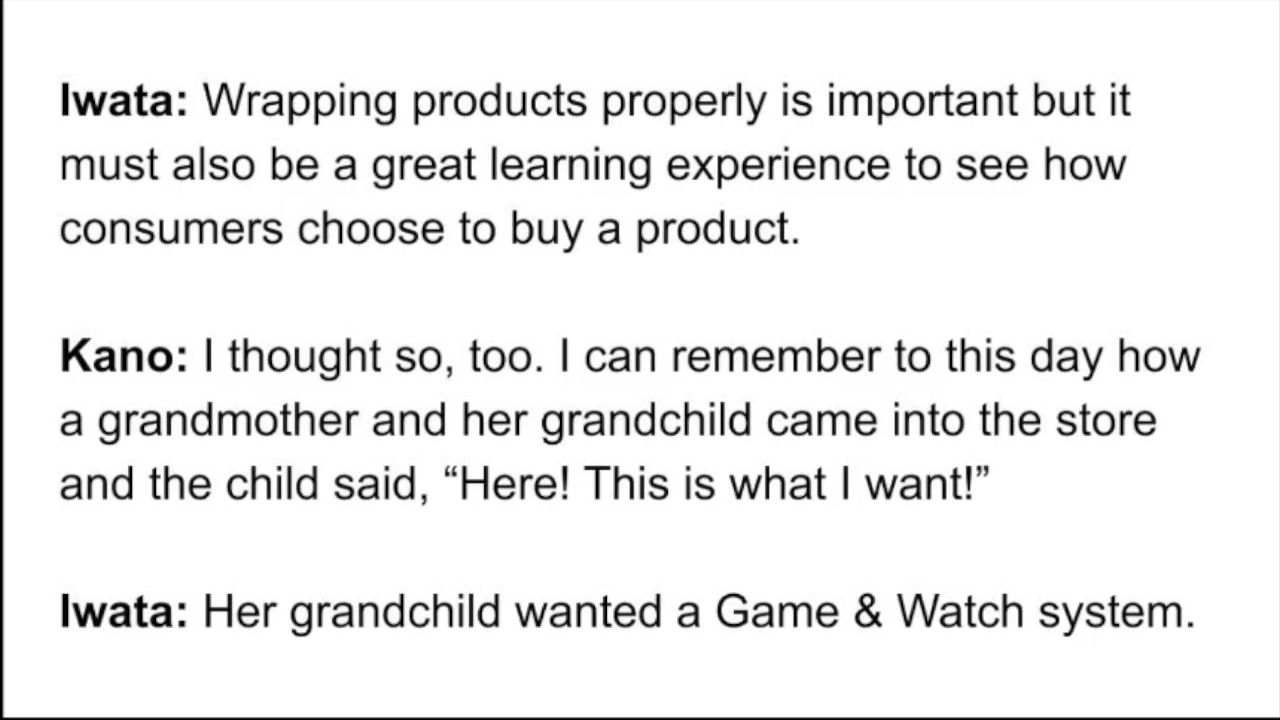 Iwata: Wrapping products properly is important but it
must also be a great learning experience to see how
consumers choose to buy a product.
Kano: I thought so, too. I can remember to this day how
a grandmother and her grandchild came into the store
and the child said, “Here! This is what I want!”
Iwata: Her grandchild wanted a Game & Watch system.